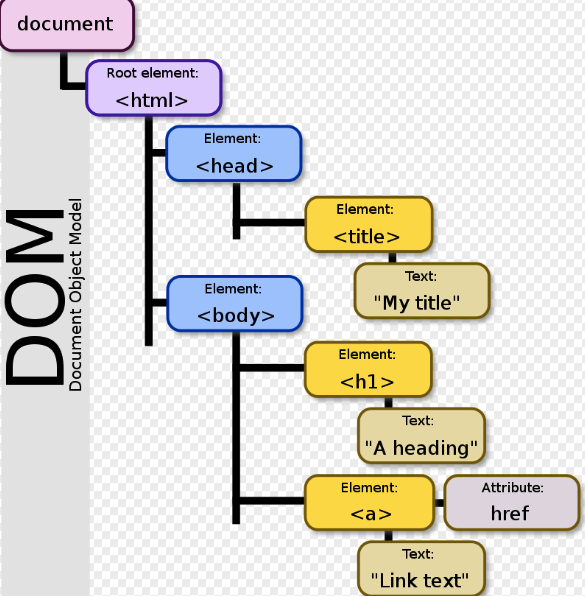 document
Root element:
<html>
Element:
<head>
Element:
<title>
Text:
"My title"
Element:
<body>
Element:
<h1>
Text:
"A heading"
Element:
<a>
Attribute:
href
Text:
"Link text"
DOM
Document Object Model